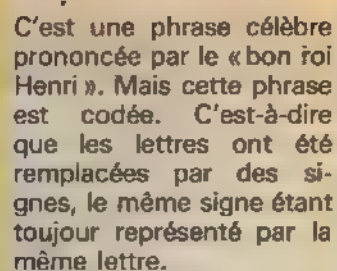 C'est une phrase célèbre
prononcée par le «bon roi
Henri». Mais cette phrase
est codée. C'est-à-dire
que les lettres ont été
remplacées par des si-
gnes, le même signe étant
toujour représenté par la
même lettre.